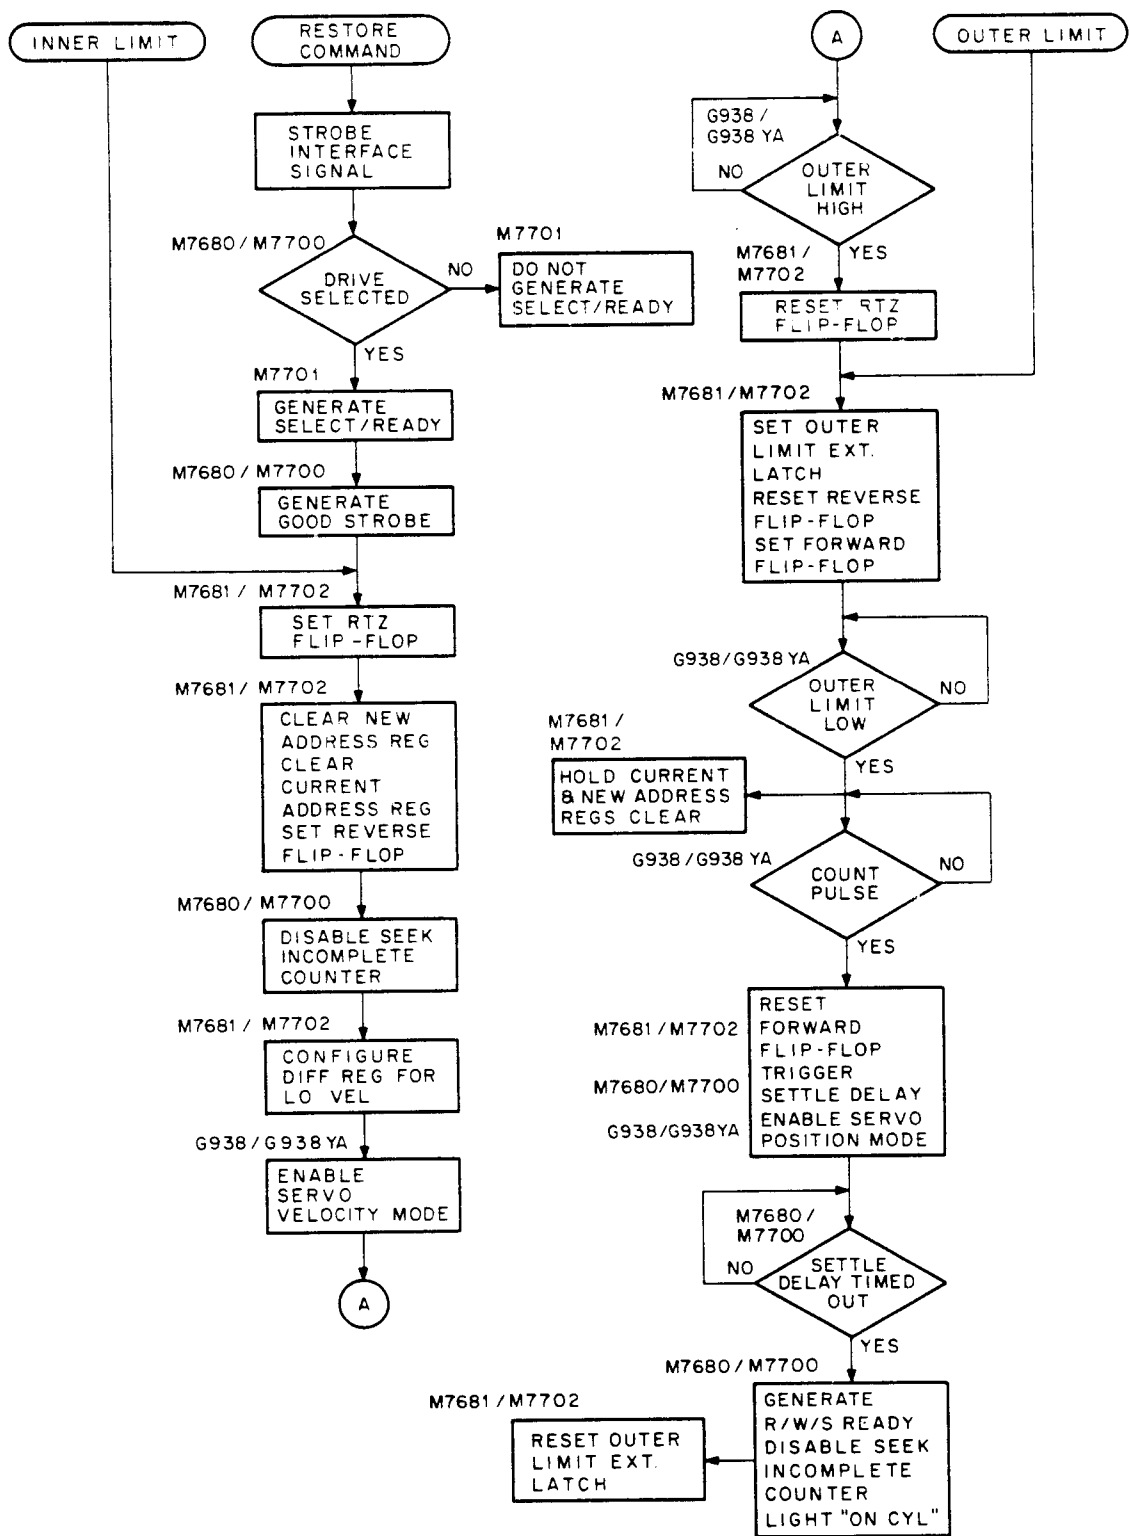 INNER LIMIT
RESTORE
COMMAND
STROBE
INTERFACE
SIGNAL
M7680/M7700
DRIVE
SELECTED
NO
M7701
DO NOT
GENERATE
SELECT/READY
YES
M7701
GENERATE
SELECT/READY
M7680/M7700
GENERATE
GOOD STROBE
M7681/M7702
SET RTZ
FLIP-FLOP
M7681/M7702
CLEAR NEW
ADDRESS REG
CLEAR
CURRENT
ADDRESS REG
SET REVERSE
FLIP-FLOP
M7680/M7700
DISABLE SEEK
INCOMPLETE
COUNTER
M7681/M7702
CONFIGURE
DIFF REG FOR
LO VEL
G938/G938YA
ENABLE
SERVO
VELOCITY MODE
A
A
OUTER LIMIT
G938/
G938YA
NO
OUTER
LIMIT
HIGH
YES
M7681/
M7702
RESET RTZ
FLIP-FLOP
M7681/M7702
SET OUTER
LIMIT EXT.
LATCH
RESET REVERSE
FLIP-FLOP
SET FORWARD
FLIP-FLOP
G938/G938YA
OUTER
LIMIT
LOW
NO
YES
M7681/
M7702
HOLD CURRENT
& NEW ADDRESS
REGS CLEAR
G938/G938YA
COUNT
PULSE
NO
YES
M7681/M7702
RESET
FORWARD
FLIP-FLOP
M7680/M7700
TRIGGER
SETTLE DELAY
G938/G938YA
ENABLE SERVO
POSITION MODE
M7680/
M7700
NO
SETTLE
DELAY TIMED
OUT
YES
M7680/M7700
GENERATE
R/W/S READY
DISABLE SEEK
INCOMPLETE
COUNTER
LIGHT "ON CYL"
M7681/M7702
RESET OUTER
LIMIT EXT.
LATCH